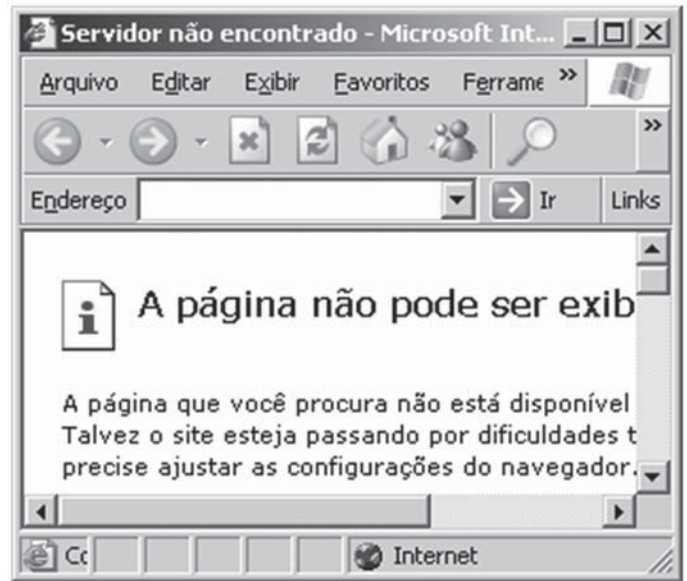 Servidor não encontrado - Microsoft Int...
Arquivo Editar Exibir Favoritos Ferrame »
»
Endereço Ir Links
A página não pode ser exib
A página que você procura não está disponível
Talvez o site esteja passando por dificuldades t
precise ajustar as configurações do navegador.
Internet